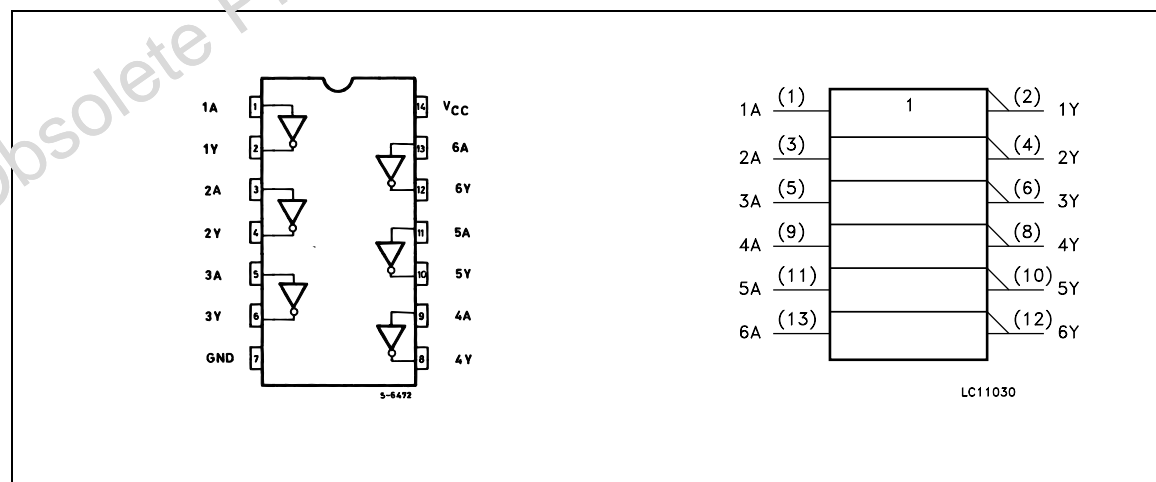 Obsolete
1A 1 14 VCC
1Y 2 13 6A
2A 3 12 6Y
2Y 4 11 5A
3A 5 10 5Y
3Y 6 9 4A
GND 7 8 4Y
S-6472
1A (1) 1 (2) 1Y
2A (3) (4) 2Y
3A (5) (6) 3Y
4A (9) (8) 4Y
5A (11) (10) 5Y
6A (13) (12) 6Y
LC11030